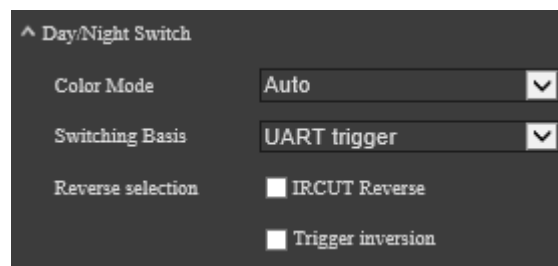 Day/Night Switch
Color Mode Auto
Switching Basis UART trigger
Reverse selection IRCUT Reverse
Trigger inversion